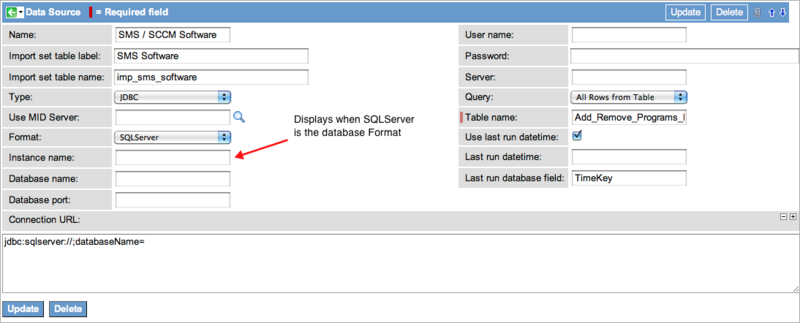 Data Source = Required field Update Delete
Name: SMS / SCCM Software User name:
Import set table label: SMS Software Password:
Import set table name: imp_sms_software Server:
Type: JDBC Query: All Rows from Table
Use MID Server: Table name: Add_Remove_Programs_
Displays when SQLServer
is the database Format
Format: SQLServer Use last run datetime:
Instance name: Last run datetime:
Database name: Last run database field: TimeKey
Database port:
Connection URL:
jdbc:sqlserver://;databaseName=
Update Delete